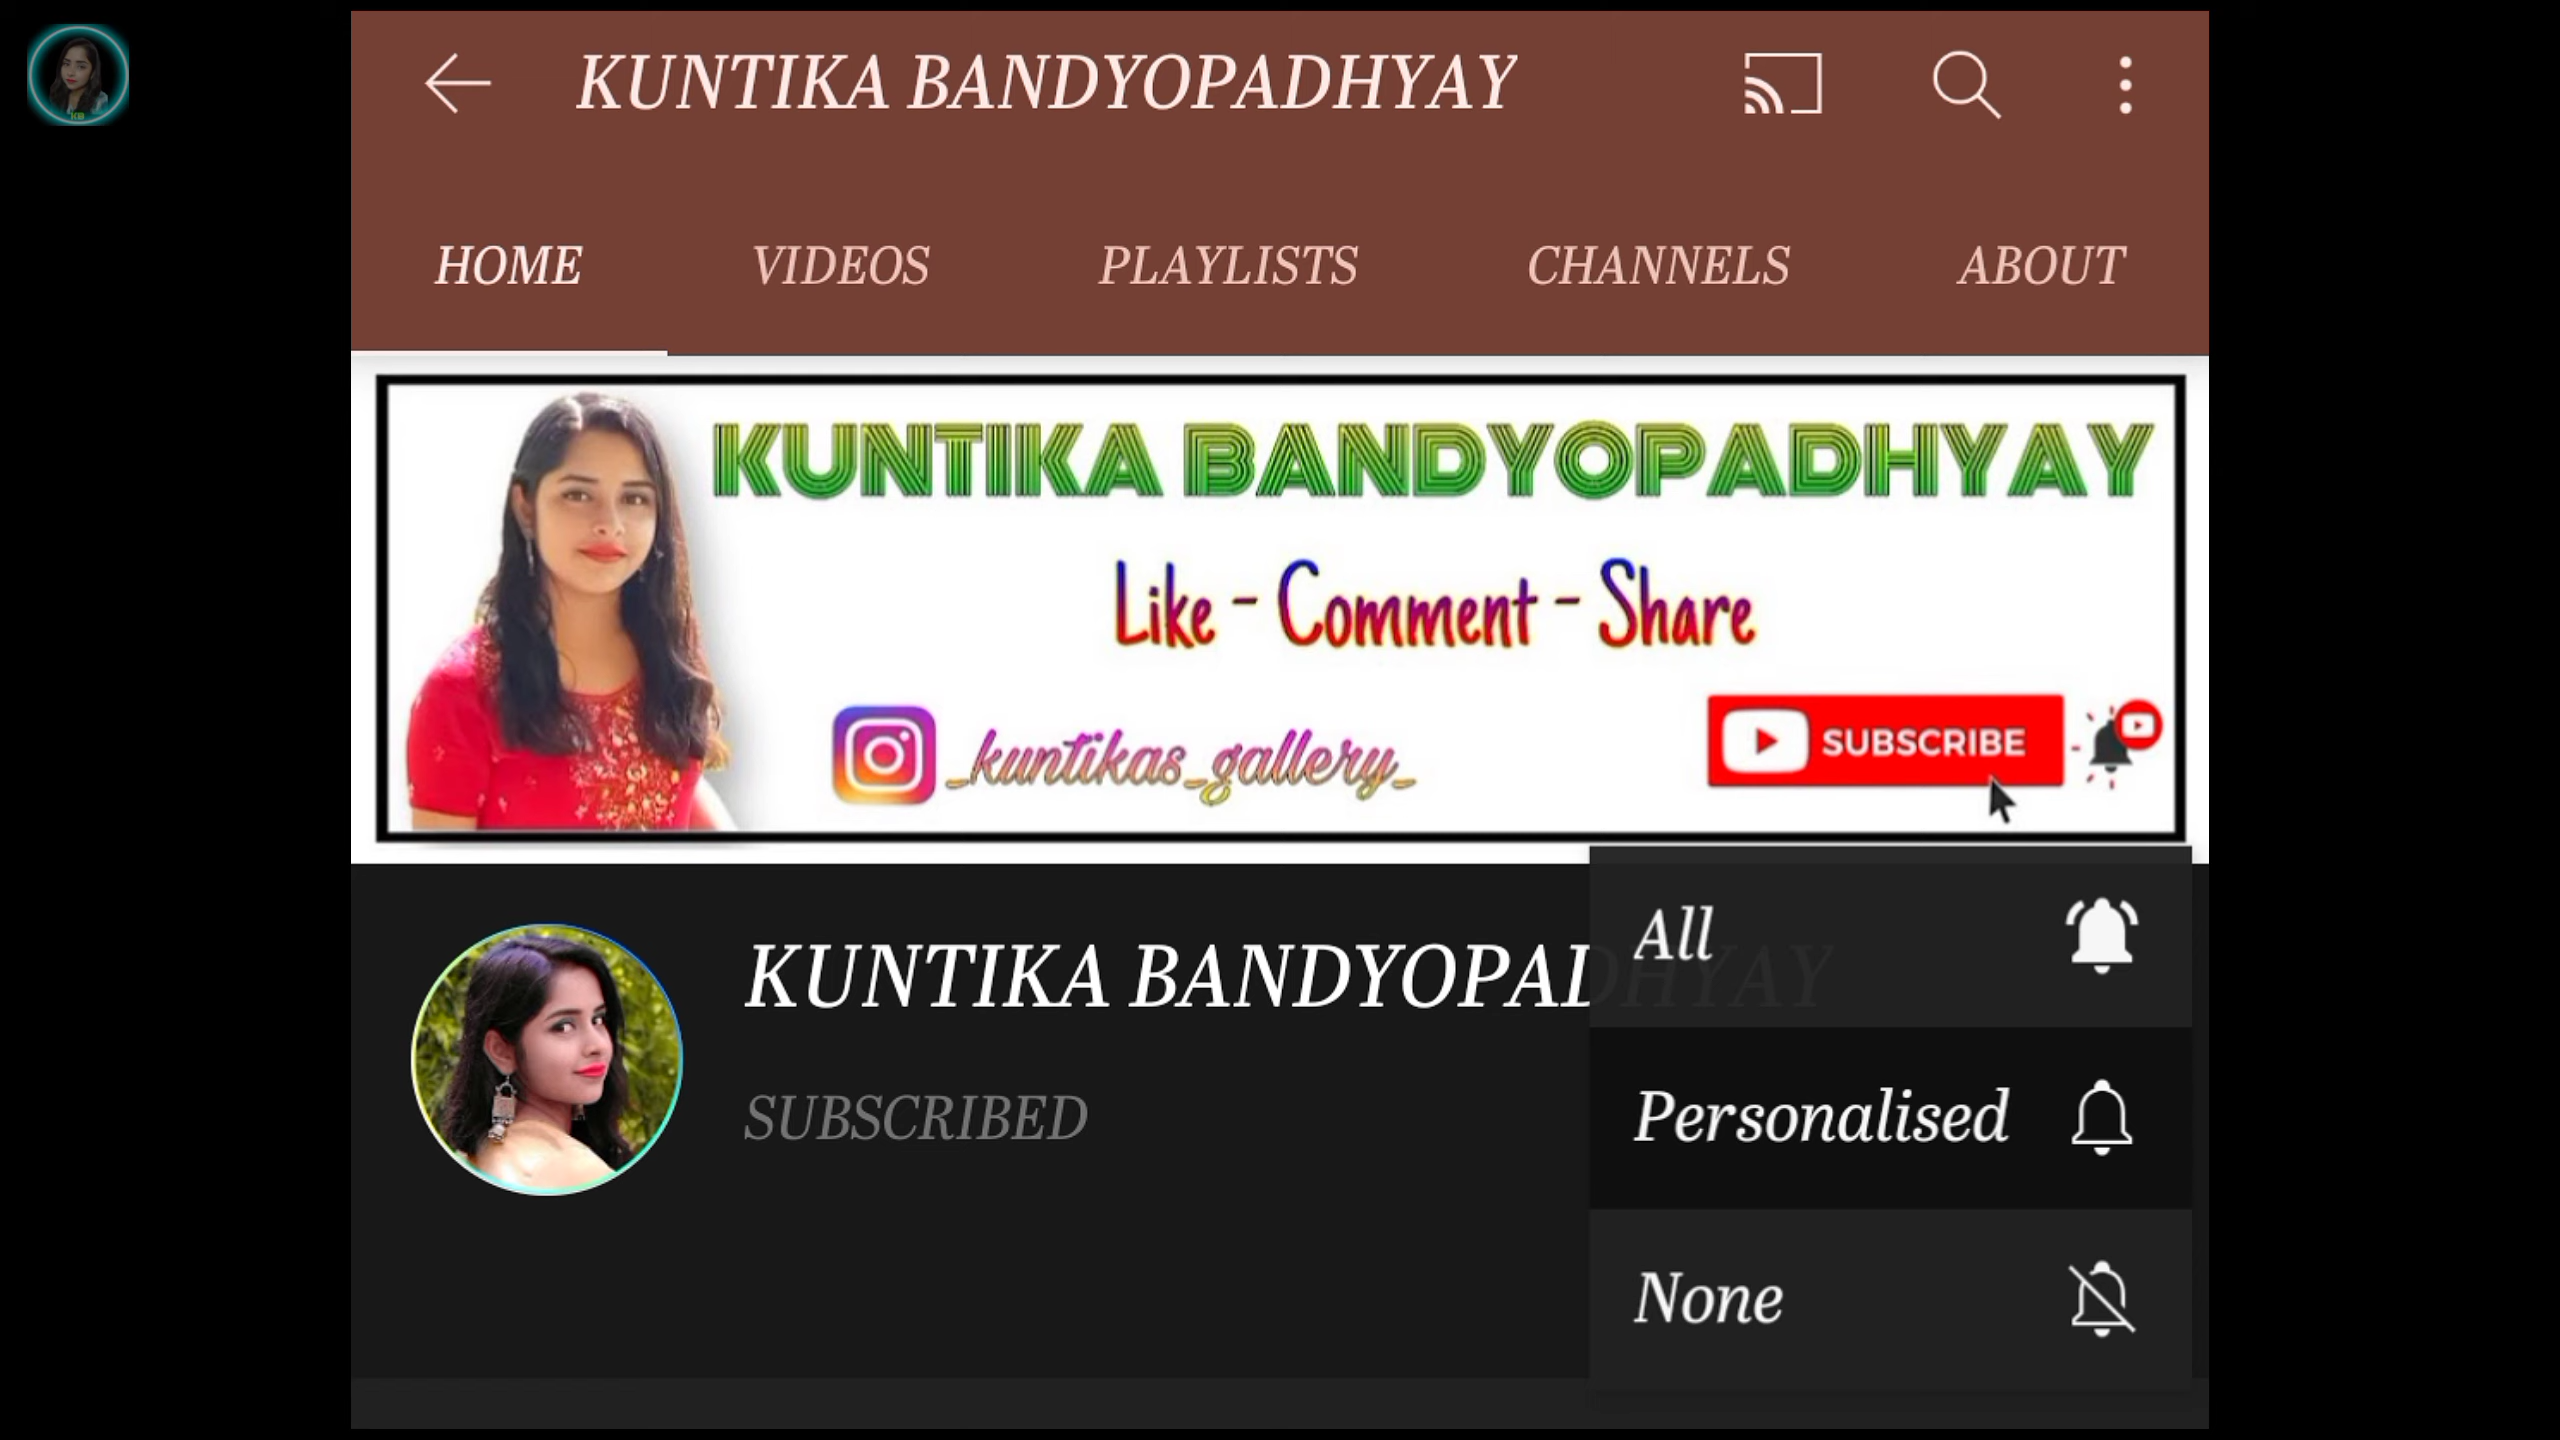 KUNTIKA BANDYOPADHYAY
HOME VIDEOS PLAYLISTS CHANNELS ABOUT
KUNTIKA BANDYOPADHYAY
Like - Comment - Share
_kuntikas_gallery_
SUBSCRIBE
KUNTIKA BANDYOPADHYAY
SUBSCRIBED
All
Personalised
None
KB